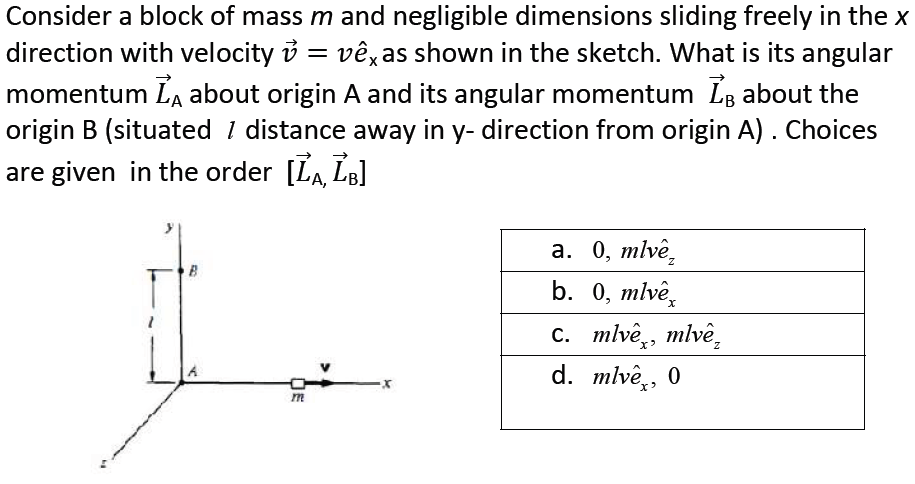 Consider a block of mass m and negligible dimensions sliding freely in the x
direction with velocity v⃗ = vêₓ as shown in the sketch. What is its angular
momentum L⃗_A about origin A and its angular momentum L⃗_B about the
origin B (situated l distance away in y- direction from origin A) . Choices
are given in the order [L⃗_A, L⃗_B]
y
B
l
A
v
x
m
z
a. 0, mlvê_z
b. 0, mlvê_x
c. mlvê_x, mlvê_z
d. mlvê_x, 0